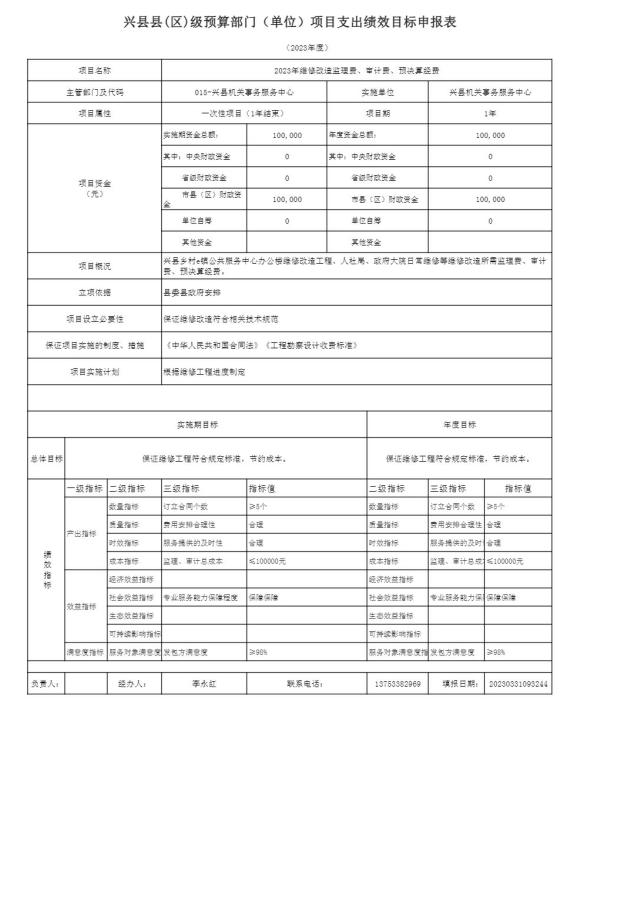 兴县县(区)级预算部门（单位）项目支出绩效目标申报表
（2023年度）
项目名称 2023年维修改造监理费、审计费、预决算经费
主管部门及代码 015-兴县机关事务服务中心 实施单位 兴县机关事务服务中心
项目属性 一次性项目（1年结束） 项目期 1年
项目资金（元）
实施期资金总额： 100,000 年度资金总额： 100,000
其中：中央财政资金 0 其中：中央财政资金 0
省级财政资金 0 省级财政资金 0
市县（区）财政资金 100,000 市县（区）财政资金 100,000
单位自筹 0 单位自筹 0
其他资金 其他资金
项目概况 兴县乡村e镇公共服务中心办公楼维修改造工程、人社局、政府大院日常维修等维修改造所需监理费、审计
费、预决算经费。
立项依据 县委县政府安排
项目设立必要性 保证维修改造符合相关技术规范
保证项目实施的制度、措施 《中华人民共和国合同法》《工程勘察设计收费标准》
项目实施计划 根据维修工程进度制定
实施期目标 年度目标
总体目标 保证维修工程符合规定标准，节约成本。 保证维修工程符合规定标准，节约成本。
绩效指标
一级指标 二级指标 三级指标 指标值 二级指标 三级指标 指标值
产出指标
数量指标 订立合同个数 ≥5个 数量指标 订立合同个数 ≥5个
质量指标 费用安排合理性 合理 质量指标 费用安排合理性 合理
时效指标 服务提供的及时性 合理 时效指标 服务提供的及时 合理
成本指标 监理、审计总成本 ≤100000元 成本指标 监理、审计总成 ≤100000元
效益指标
经济效益指标 经济效益指标
社会效益指标 专业服务能力保障程度 保障保障 社会效益指标 专业服务能力保 保障保障
生态效益指标 生态效益指标
可持续影响指标 可持续影响指标
满意度指标 服务对象满意度 发包方满意度 ≥98% 服务对象满意度指 发包方满意度 ≥98%
负责人： 经办人： 李永红 联系电话： 13753382969 填报日期： 20230331093244